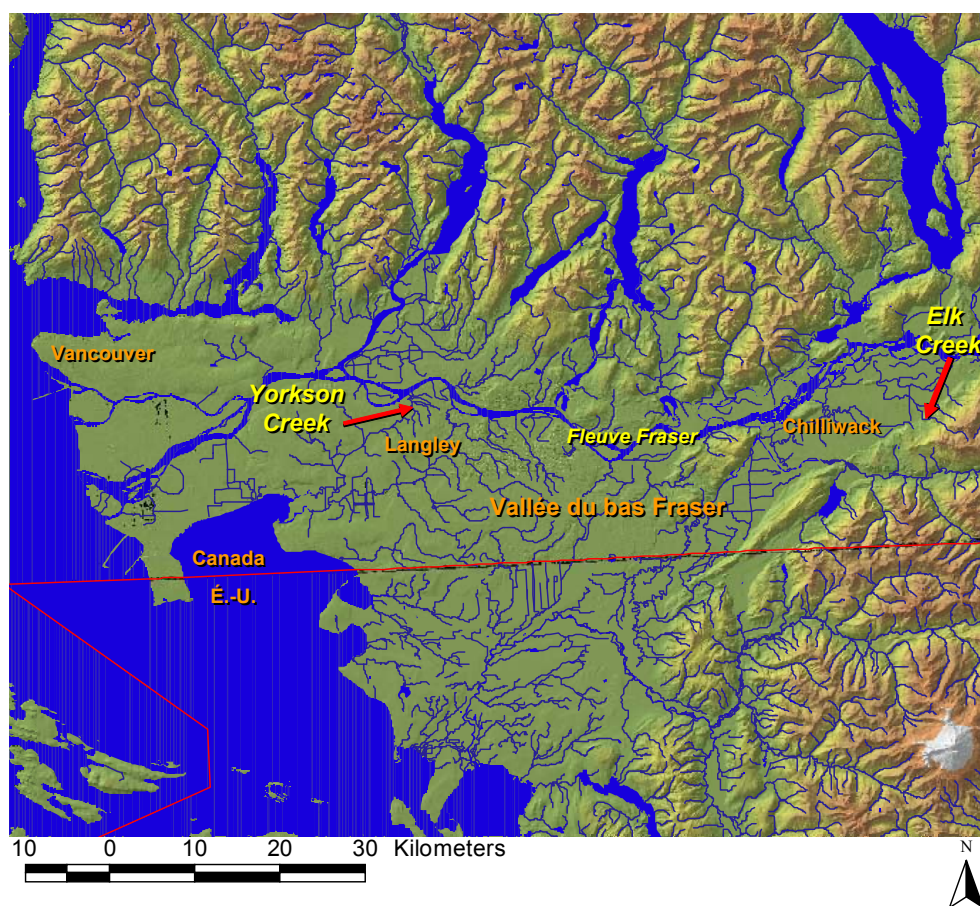 Elk
Creek
Vancouver
Yorkson
Creek
Langley
Fleuve Fraser
Chilliwack
Vallée du bas Fraser
Canada
É.-U.
10 0 10 20 30 Kilometers
N